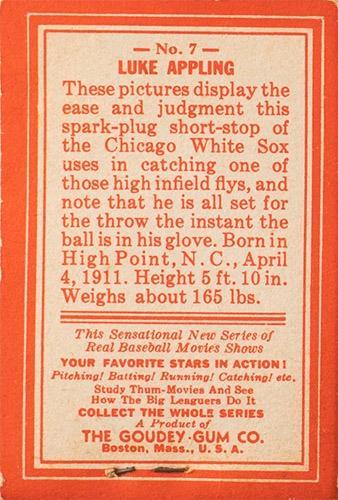 — No. 7 —
LUKE APPLING
These pictures display the
ease and judgment this
spark-plug short-stop of
the Chicago White Sox
uses in catching one of
those high infield flys, and
note that he is all set for
the throw the instant the
ball is in his glove. Born in
High Point, N. C., April
4, 1911. Height 5 ft. 10 in.
Weighs about 165 lbs.
This Sensational New Series of
Real Baseball Movies Shows
YOUR FAVORITE STARS IN ACTION!
Pitching! Batting! Running! Catching! etc.
Study Thum-Movies And See
How The Big Leaguers Do It
COLLECT THE WHOLE SERIES
A Product of
THE GOUDEY GUM CO.
Boston, Mass., U. S. A.